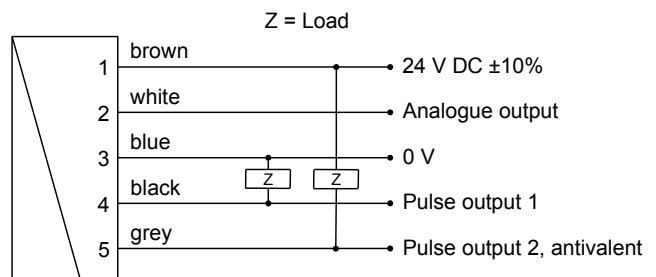 Z = Load
1 brown 24 V DC ±10%
2 white Analogue output
3 blue 0 V
Z Z
4 black Pulse output 1
5 grey Pulse output 2, antivalent